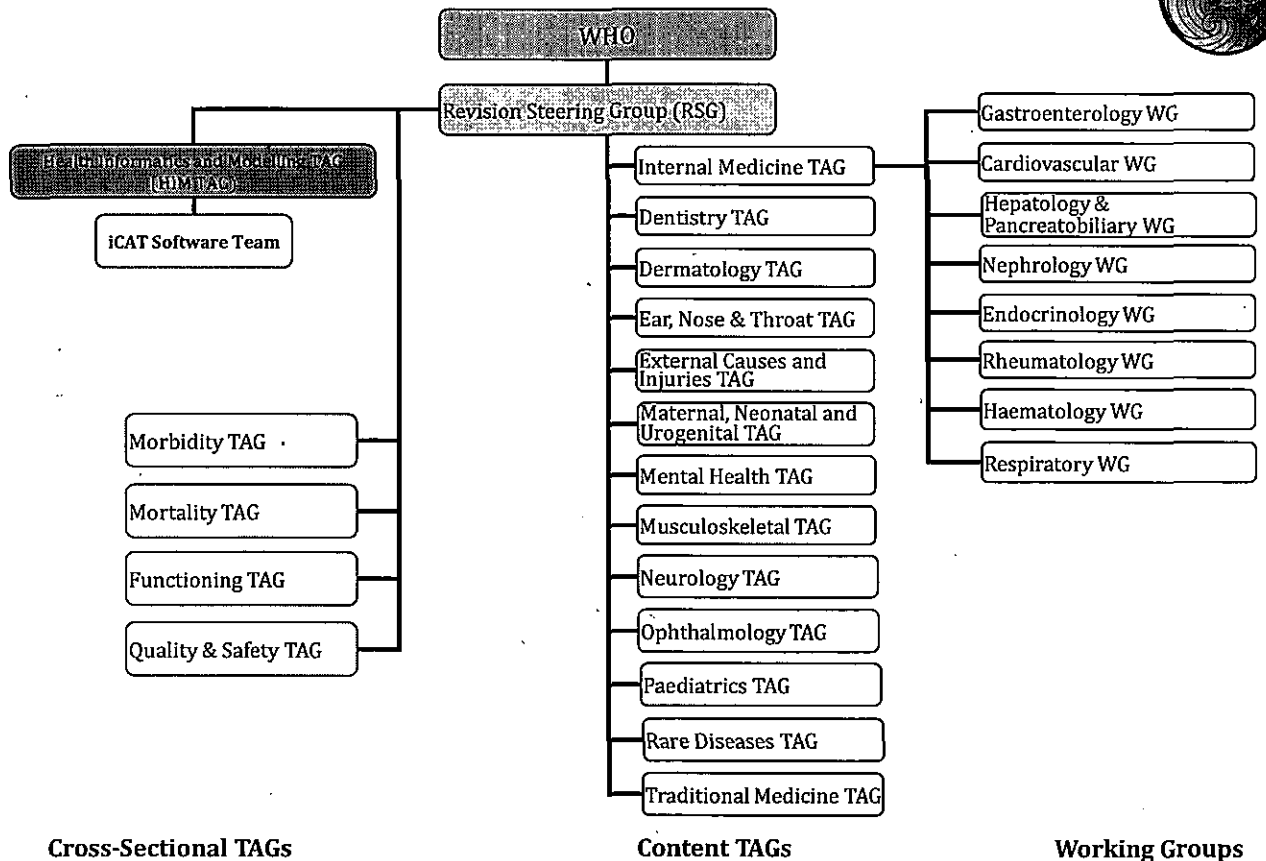 WHO
Revision Steering Group (RSG)
Health Informatics and Modelling TAG
(HIM TAG)
iCAT Software Team
Morbidity TAG
Mortality TAG
Functioning TAG
Quality & Safety TAG
Internal Medicine TAG
Dentistry TAG
Dermatology TAG
Ear, Nose & Throat TAG
External Causes and
Injuries TAG
Maternal, Neonatal and
Urogenital TAG
Mental Health TAG
Musculoskeletal TAG
Neurology TAG
Ophthalmology TAG
Paediatrics TAG
Rare Diseases TAG
Traditional Medicine TAG
Gastroenterology WG
Cardiovascular WG
Hepatology &
Pancreatobiliary WG
Nephrology WG
Endocrinology WG
Rheumatology WG
Haematology WG
Respiratory WG
Cross-Sectional TAGs
Content TAGs
Working Groups